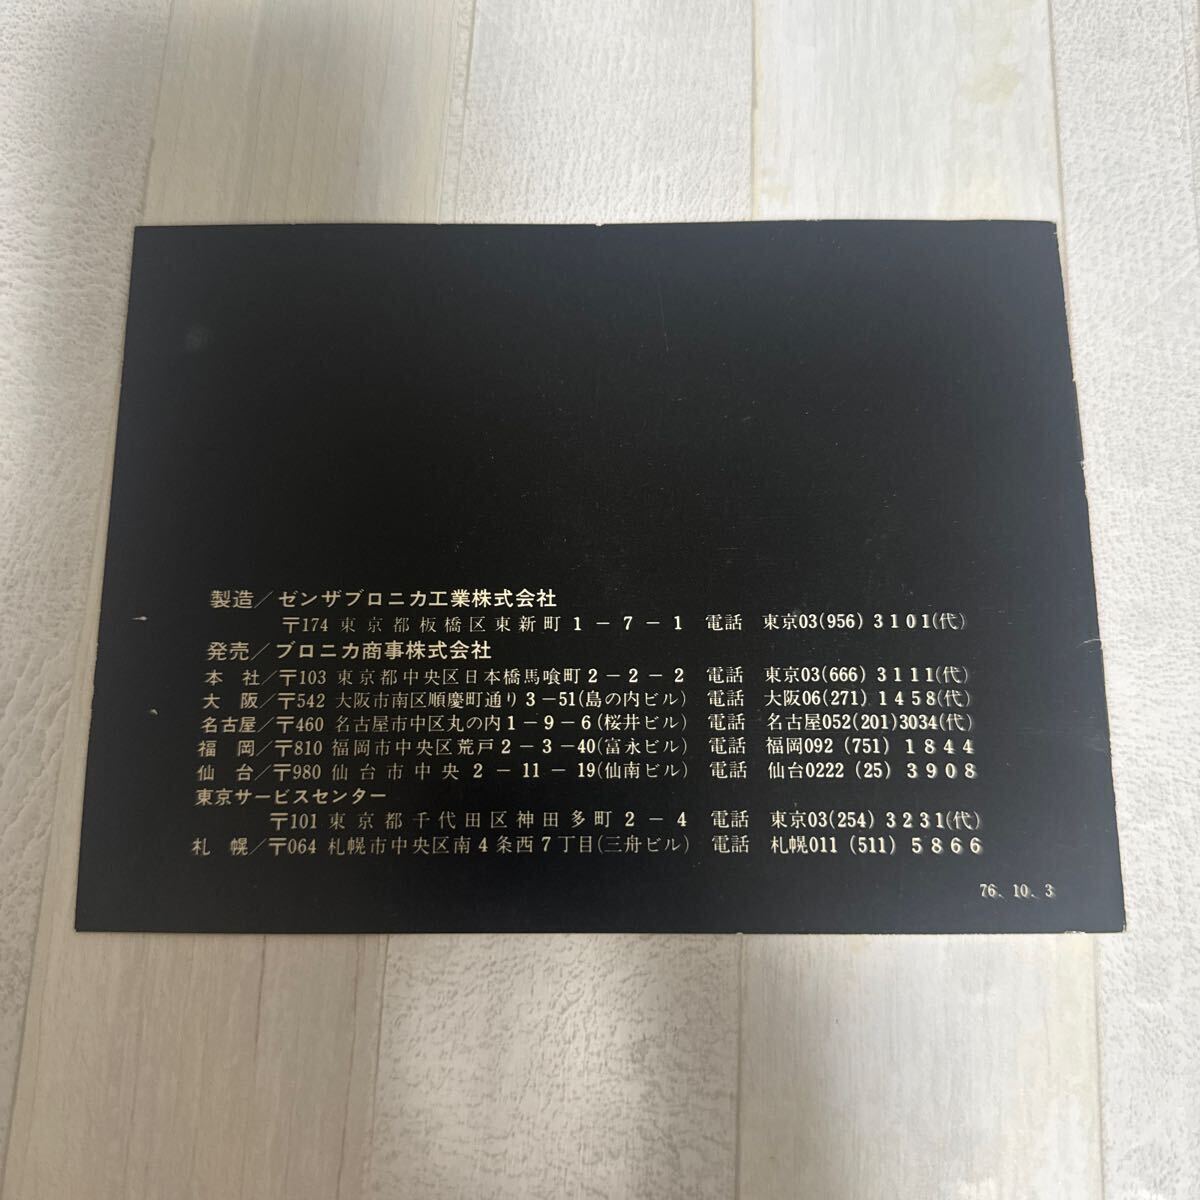 製造／ゼンザブロニカ工業株式会社
〒174 東京都板橋区東新町1-7-1 電話 東京03(956)3101(代)
発売／ブロニカ商事株式会社
本社／〒103 東京都中央区日本橋馬喰町2-2-2 電話 東京03(666)3111(代)
大阪／〒542 大阪市南区順慶町通り3-51(島の内ビル) 電話 大阪06(271)1458(代)
名古屋／〒460 名古屋市中区丸の内1-9-6(桜井ビル) 電話 名古屋052(201)3034(代)
福岡／〒810 福岡市中央区荒戸2-3-40(富永ビル) 電話 福岡092(751)1844
仙台／〒980 仙台市中央2-11-19(仙南ビル) 電話 仙台0222(25)3908
東京サービスセンター
〒101 東京都千代田区神田多町2-4 電話 東京03(254)3231(代)
札幌／〒064 札幌市中央区南4条西7丁目(三舟ビル) 電話 札幌011(511)5866
76.10.3